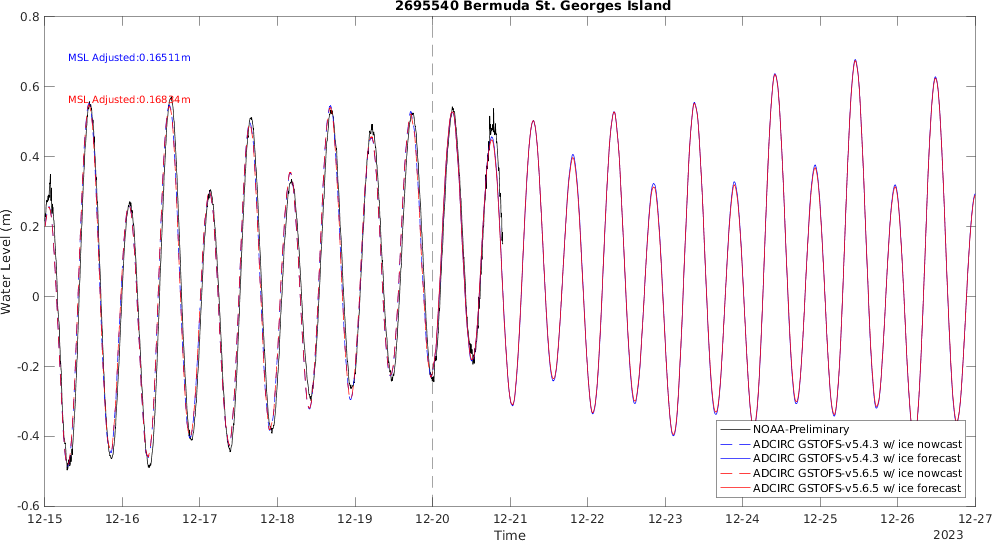 2695540 Bermuda St. Georges Island
0.8
0.6
0.4
0.2
0
-0.2
-0.4
-0.6
Water Level (m)
MSL Adjusted:0.16511m
MSL Adjusted:0.16834m
NOAA-Preliminary
ADCIRC GSTOFS-v5.4.3 w/ ice nowcast
ADCIRC GSTOFS-v5.4.3 w/ ice forecast
ADCIRC GSTOFS-v5.6.5 w/ ice nowcast
ADCIRC GSTOFS-v5.6.5 w/ ice forecast
12-15 12-16 12-17 12-18 12-19 12-20 12-21 12-22 12-23 12-24 12-25 12-26 12-27
Time
2023